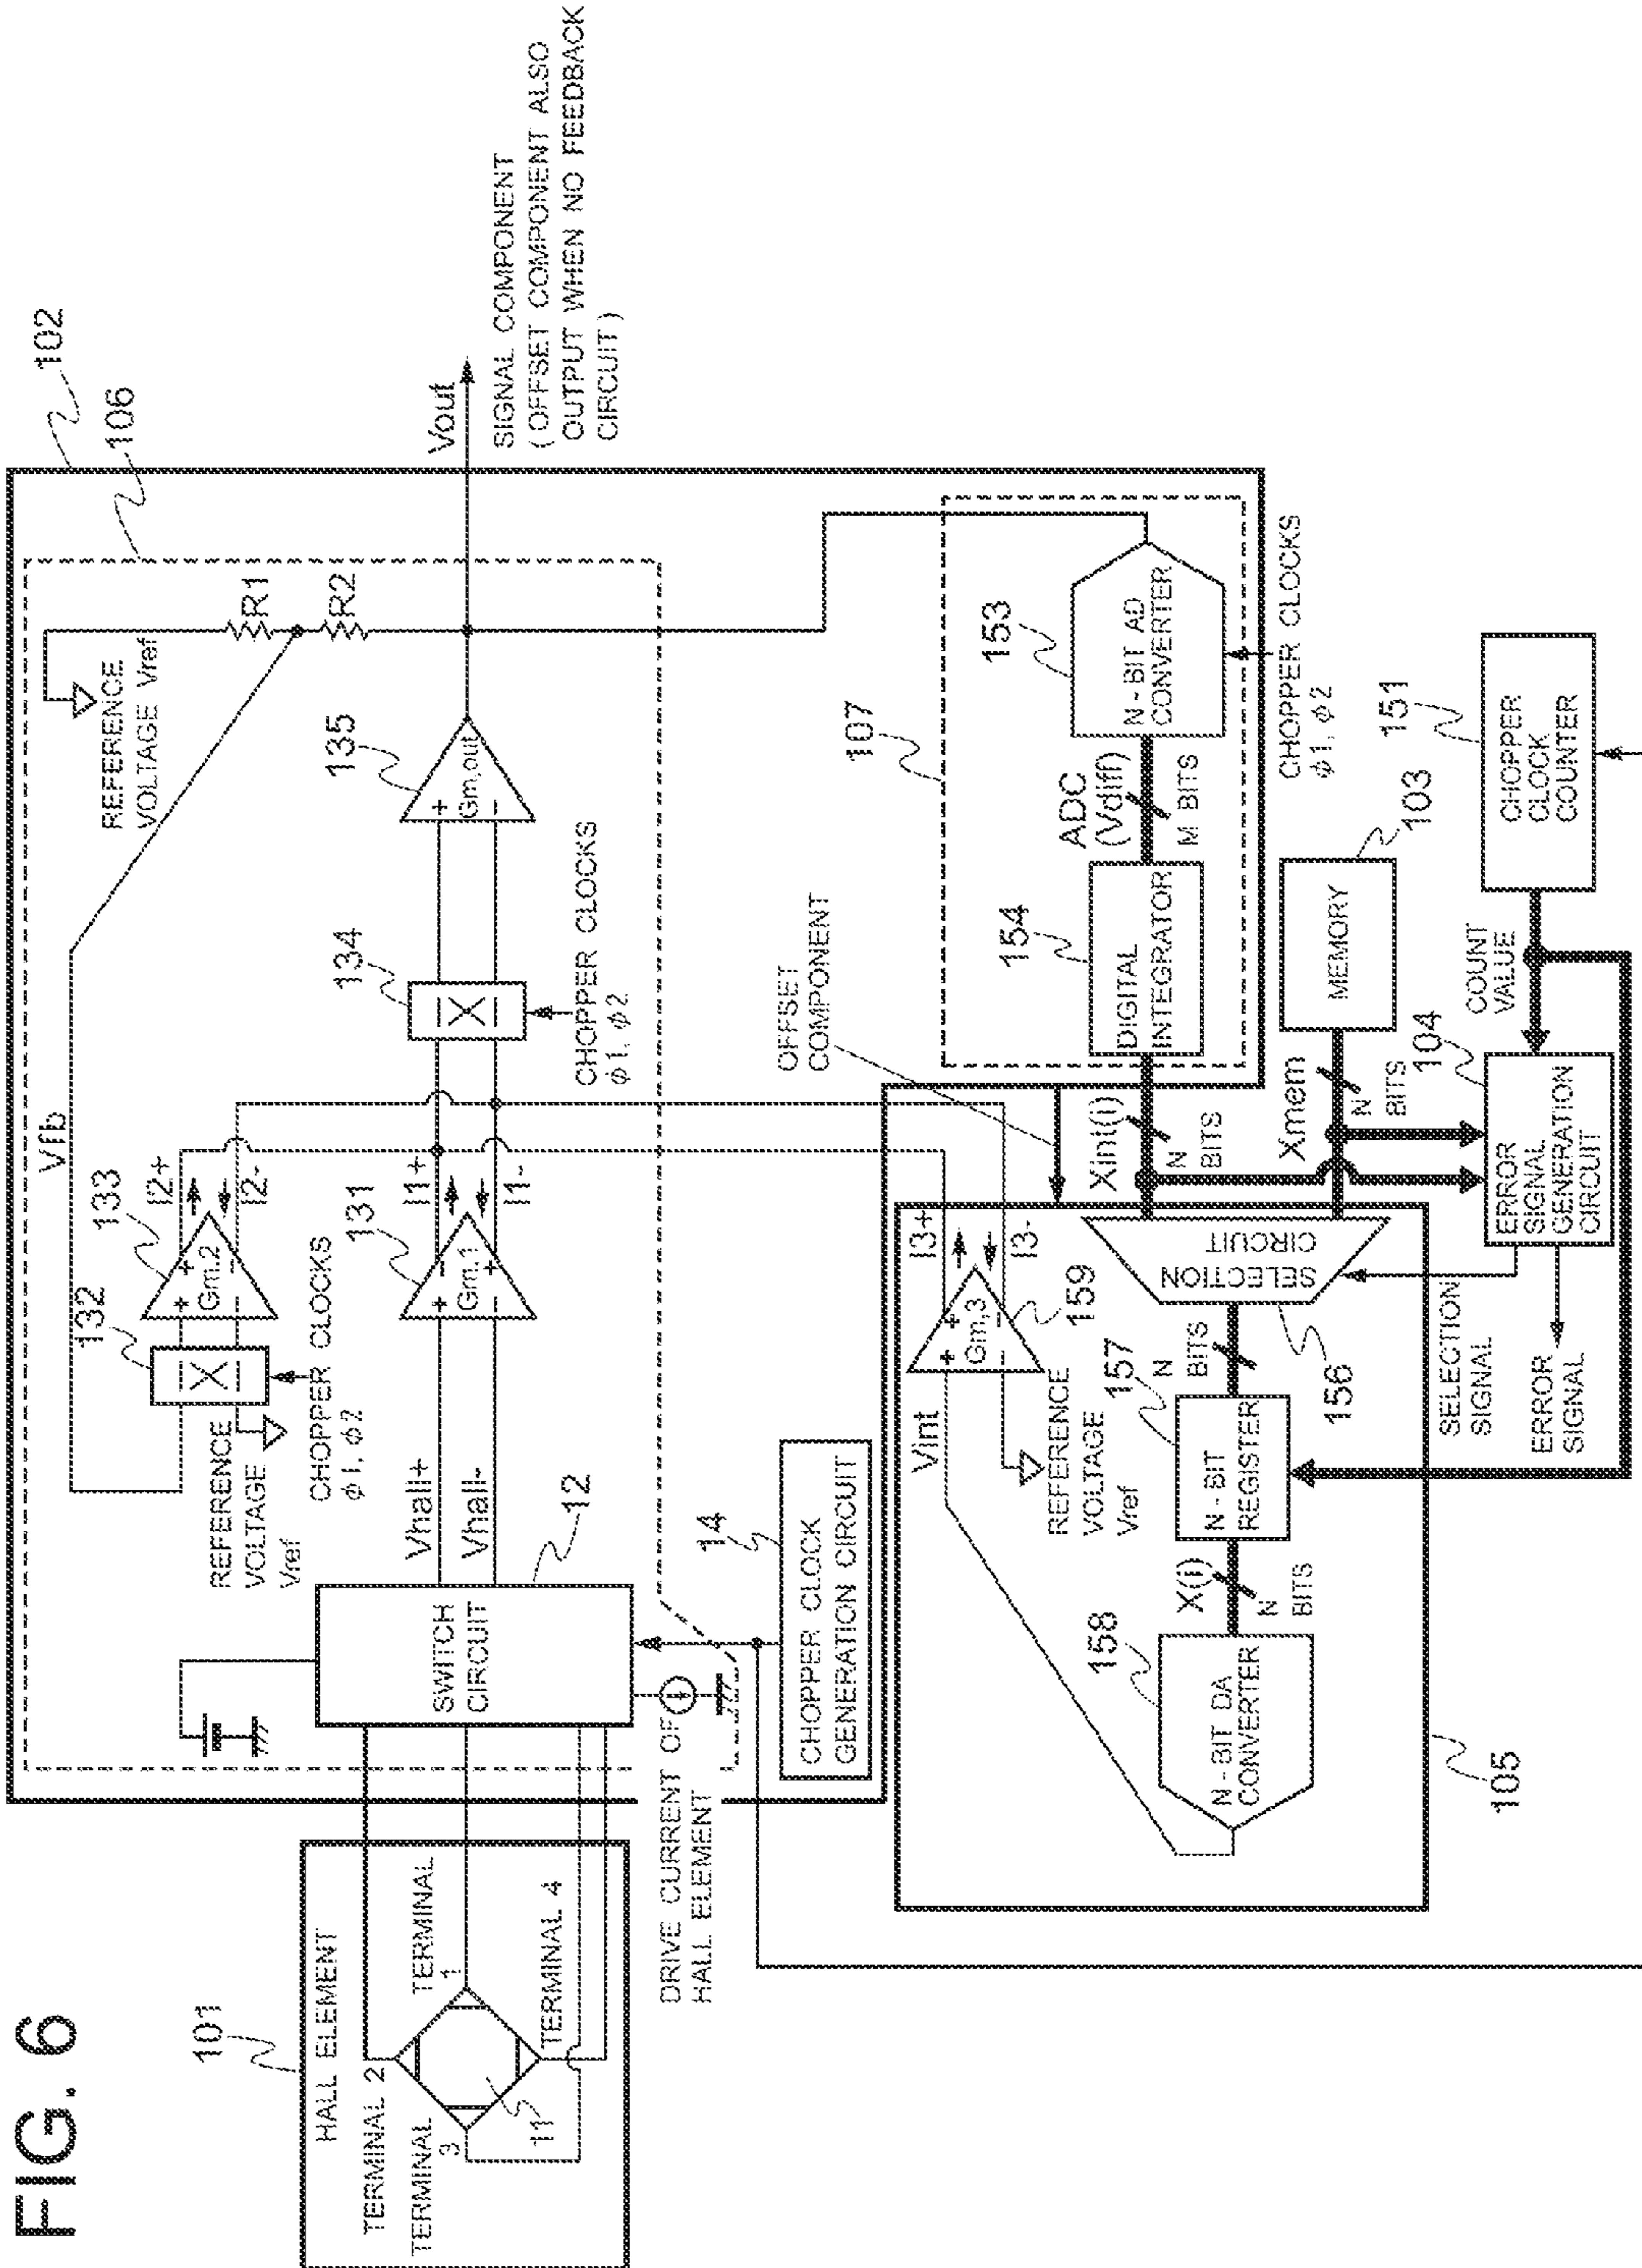 FIG. 6
101
HALL ELEMENT
TERMINAL 2
TERMINAL
3
TERMINAL
1
TERMINAL 4
11
DRIVE CURRENT OF
HALL ELEMENT
SWITCH
CIRCUIT
12
14
CHOPPER CLOCK
GENERATION CIRCUIT
Vhall+
Vhall-
REFERENCE
VOLTAGE
Vref
132
CHOPPER CLOCKS
φ1, φ2
133
+
-
Gm,2
+
-
I2+
I2-
Vfb
131
+
-
Gm,1
-
+
I1+
I1-
134
CHOPPER CLOCKS
φ1, φ2
135
+
-
Gm,out
REFERENCE
VOLTAGE Vref
R1
R2
106
102
Vout
SIGNAL COMPONENT
(OFFSET COMPONENT ALSO
OUTPUT WHEN NO FEEDBACK
CIRCUIT)
107
153
N-BIT AD
CONVERTER
CHOPPER CLOCKS
φ1, φ2
ADC
(Vdiff)
M BITS
154
DIGITAL
INTEGRATOR
OFFSET
COMPONENT
Xint(i)
N
BITS
Xmem
N
BITS
103
MEMORY
151
CHOPPER
CLOCK
COUNTER
COUNT
VALUE
104
ERROR
SIGNAL
GENERATION
CIRCUIT
SELECTION
SIGNAL
ERROR
SIGNAL
SELECTION
CIRCUIT
156
I3+
I3-
+
-
Gm,3
+
-
159
Vint
REFERENCE
VOLTAGE
Vref
157
N
BITS
N-BIT
REGISTER
X(i)
N
BITS
158
N-BIT DA
CONVERTER
105